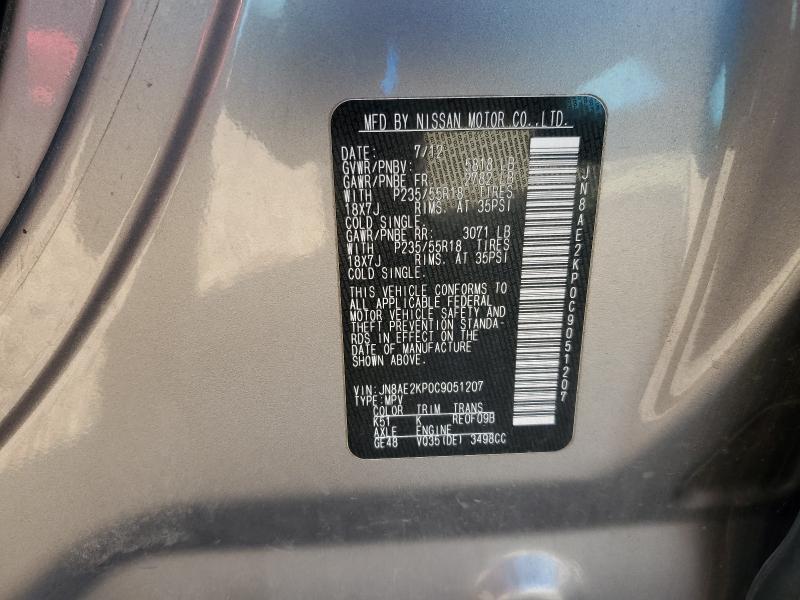 MFD BY NISSAN MOTOR CO.,LTD.
DATE: 7/12
GVWR/PNBV: 5818 LB
GAWR/PNBE FR: 2782 LB
WITH P235/55R18 TIRES
18X7J RIMS. AT 35PSI
COLD SINGLE.
GAWR/PNBE RR: 3071 LB
WITH P235/55R18 TIRES
18X7J RIMS. AT 35PSI
COLD SINGLE.
THIS VEHICLE CONFORMS TO
ALL APPLICABLE FEDERAL
MOTOR VEHICLE SAFETY AND
THEFT PREVENTION STANDA-
RDS IN EFFECT ON THE
DATE OF MANUFACTURE
SHOWN ABOVE.
VIN: JN8AE2KP0C9051207
TYPE: MPV
COLOR TRIM TRANS
K51 K RE0F09B
AXLE ENGINE
GE48 VQ35(DE) 3498CC
JN8AE2KP0C9051207